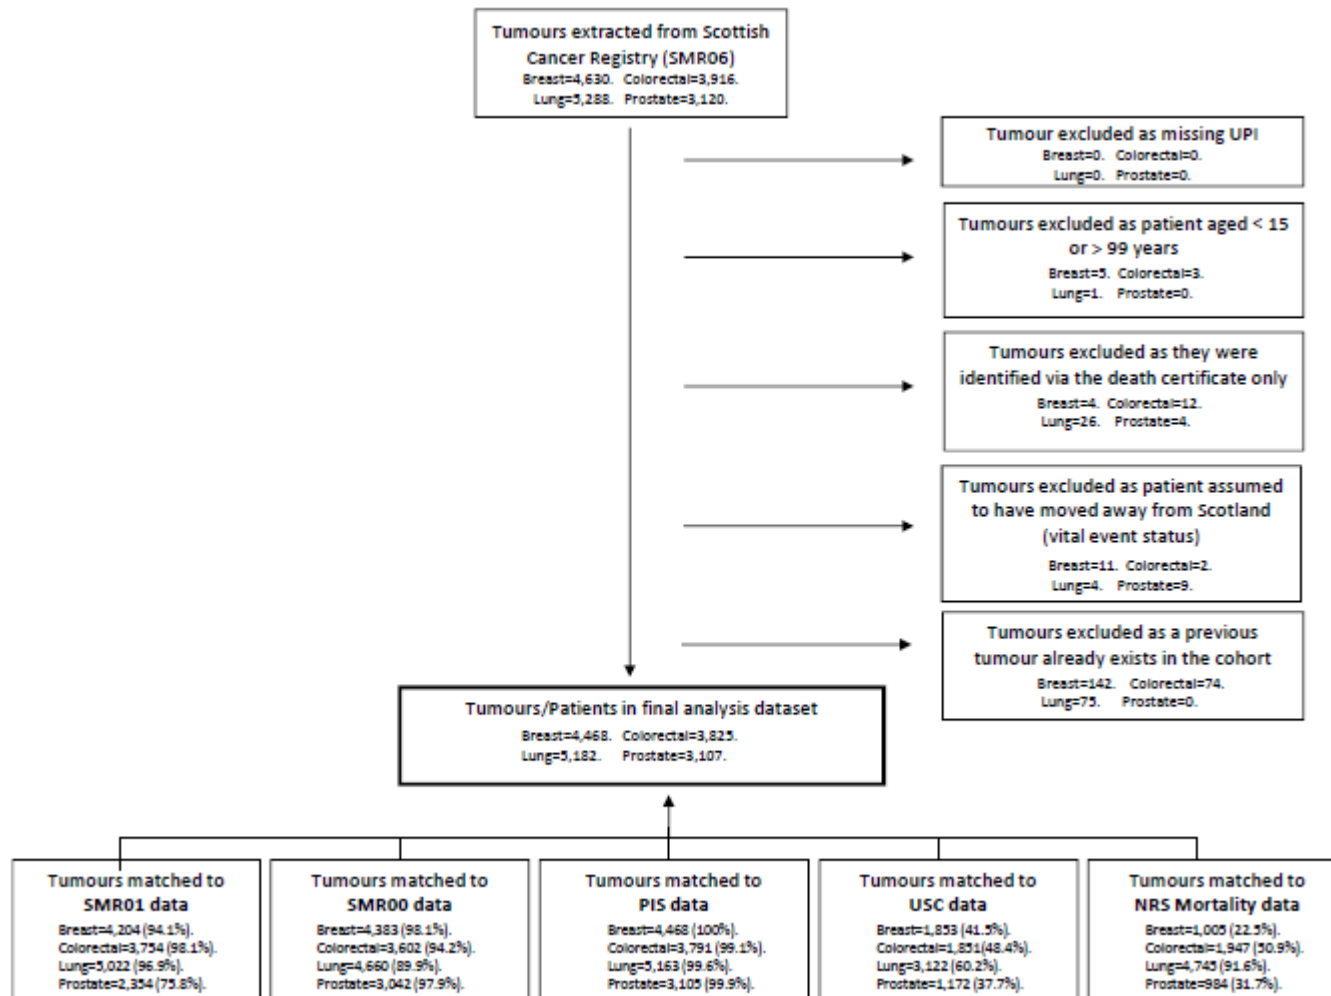 Tumours extracted from Scottish
Cancer Registry (SMR06)
Breast=4,630. Colorectal=3,916.
Lung=5,288. Prostate=3,120.
Tumour excluded as missing UPI
Breast=0. Colorectal=0.
Lung=0. Prostate=0.
Tumours excluded as patient aged < 15
or > 99 years
Breast=5. Colorectal=3.
Lung=1. Prostate=0.
Tumours excluded as they were
identified via the death certificate only
Breast=4. Colorectal=12.
Lung=26. Prostate=4.
Tumours excluded as patient assumed
to have moved away from Scotland
(vital event status)
Breast=11. Colorectal=2.
Lung=4. Prostate=9.
Tumours excluded as a previous
tumour already exists in the cohort
Breast=142. Colorectal=74.
Lung=75. Prostate=0.
Tumours/Patients in final analysis dataset
Breast=4,468. Colorectal=3,825.
Lung=5,182. Prostate=3,107.
Tumours matched to
SMR01 data
Breast=4,204 (94.1%).
Colorectal=3,754 (98.1%).
Lung=5,022 (96.9%).
Prostate=2,354 (75.8%).
Tumours matched to
SMR00 data
Breast=4,383 (98.1%).
Colorectal=3,602 (94.2%).
Lung=4,660 (89.9%).
Prostate=3,042 (97.9%).
Tumours matched to
PIS data
Breast=4,468 (100%).
Colorectal=3,791 (99.1%).
Lung=5,163 (99.6%).
Prostate=3,105 (99.9%).
Tumours matched to
USC data
Breast=1,853 (41.5%).
Colorectal=1,851(48.4%).
Lung=3,122 (60.2%).
Prostate=1,172 (37.7%).
Tumours matched to
NRS Mortality data
Breast=1,005 (22.5%).
Colorectal=1,947 (50.9%).
Lung=4,745 (91.6%).
Prostate=984 (31.7%).